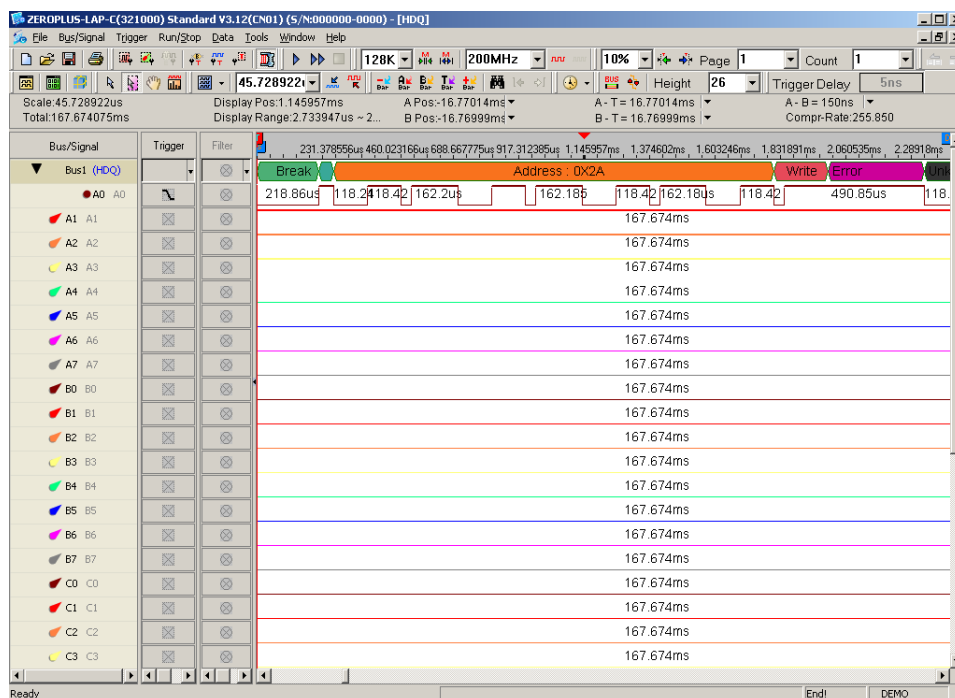 ZEROPLUS-LAP-C(321000) Standard V3.12(CN01) (S/N:000000-0000) - [HDQ]
File Bus/Signal Trigger Run/Stop Data Tools Window Help
128K 200MHz 10% Page 1 Count 1
45.728922 Height 26 Trigger Delay 5ns
Scale:45.728922us Display Pos:1.145957ms A Pos:-16.77014ms A - T = 16.77014ms A - B = 150ns
Total:167.674075ms Display Range:2.733947us ~ 2... B Pos:-16.76999ms B - T = 16.76999ms Compr-Rate:255.850
Bus/Signal Trigger Filter 231.378556us 460.023166us 688.667775us 917.312385us 1.145957ms 1.374602ms 1.603246ms 1.831891ms 2.060535ms 2.28918ms
Bus1 (HDQ) Break Address : 0X2A Write Error Unk
A0 A0 218.86us 118.24 118.42 162.2us 162.18 118.42 162.18us 118.42 490.85us 118.
A1 A1 167.674ms
A2 A2 167.674ms
A3 A3 167.674ms
A4 A4 167.674ms
A5 A5 167.674ms
A6 A6 167.674ms
A7 A7 167.674ms
B0 B0 167.674ms
B1 B1 167.674ms
B2 B2 167.674ms
B3 B3 167.674ms
B4 B4 167.674ms
B5 B5 167.674ms
B6 B6 167.674ms
B7 B7 167.674ms
C0 C0 167.674ms
C1 C1 167.674ms
C2 C2 167.674ms
C3 C3 167.674ms
Ready End! DEMO